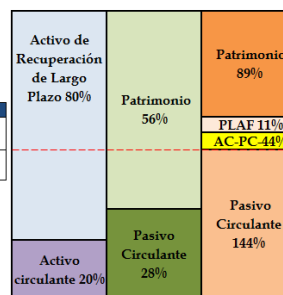 Activo de
Recuperación
de Largo
Plazo 80%
Activo
circulante 20%
Patrimonio
56%
Pasivo
Circulante
28%
Patrimonio
89%
PLAF 11%
AC-PC-44%
Pasivo
Circulante
144%